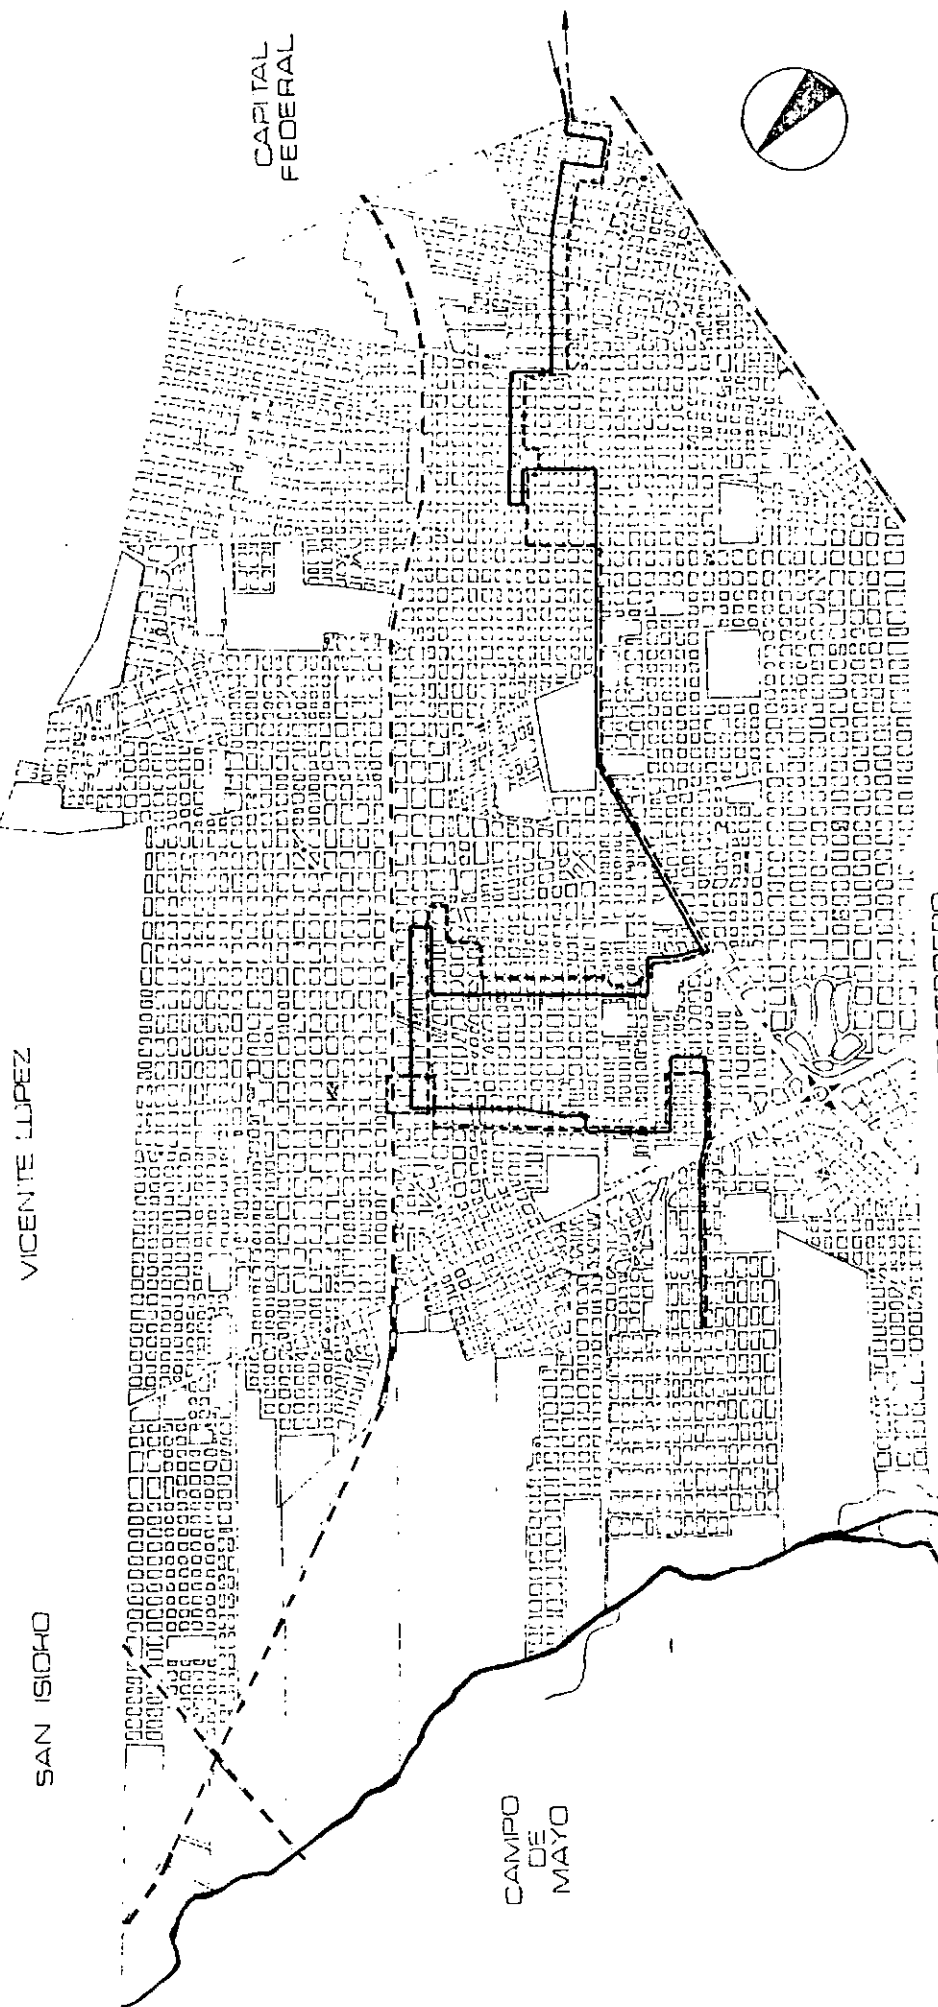 CAPITAL
FEDERAL
VICENTE LOPEZ
SAN ISIDRO
CAMPO
DE
MAYO